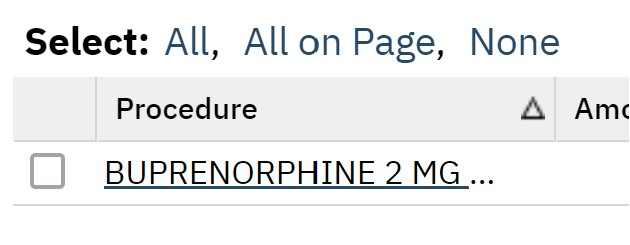 Select: All, All on Page, None
Procedure Amo
BUPRENORPHINE 2 MG ...